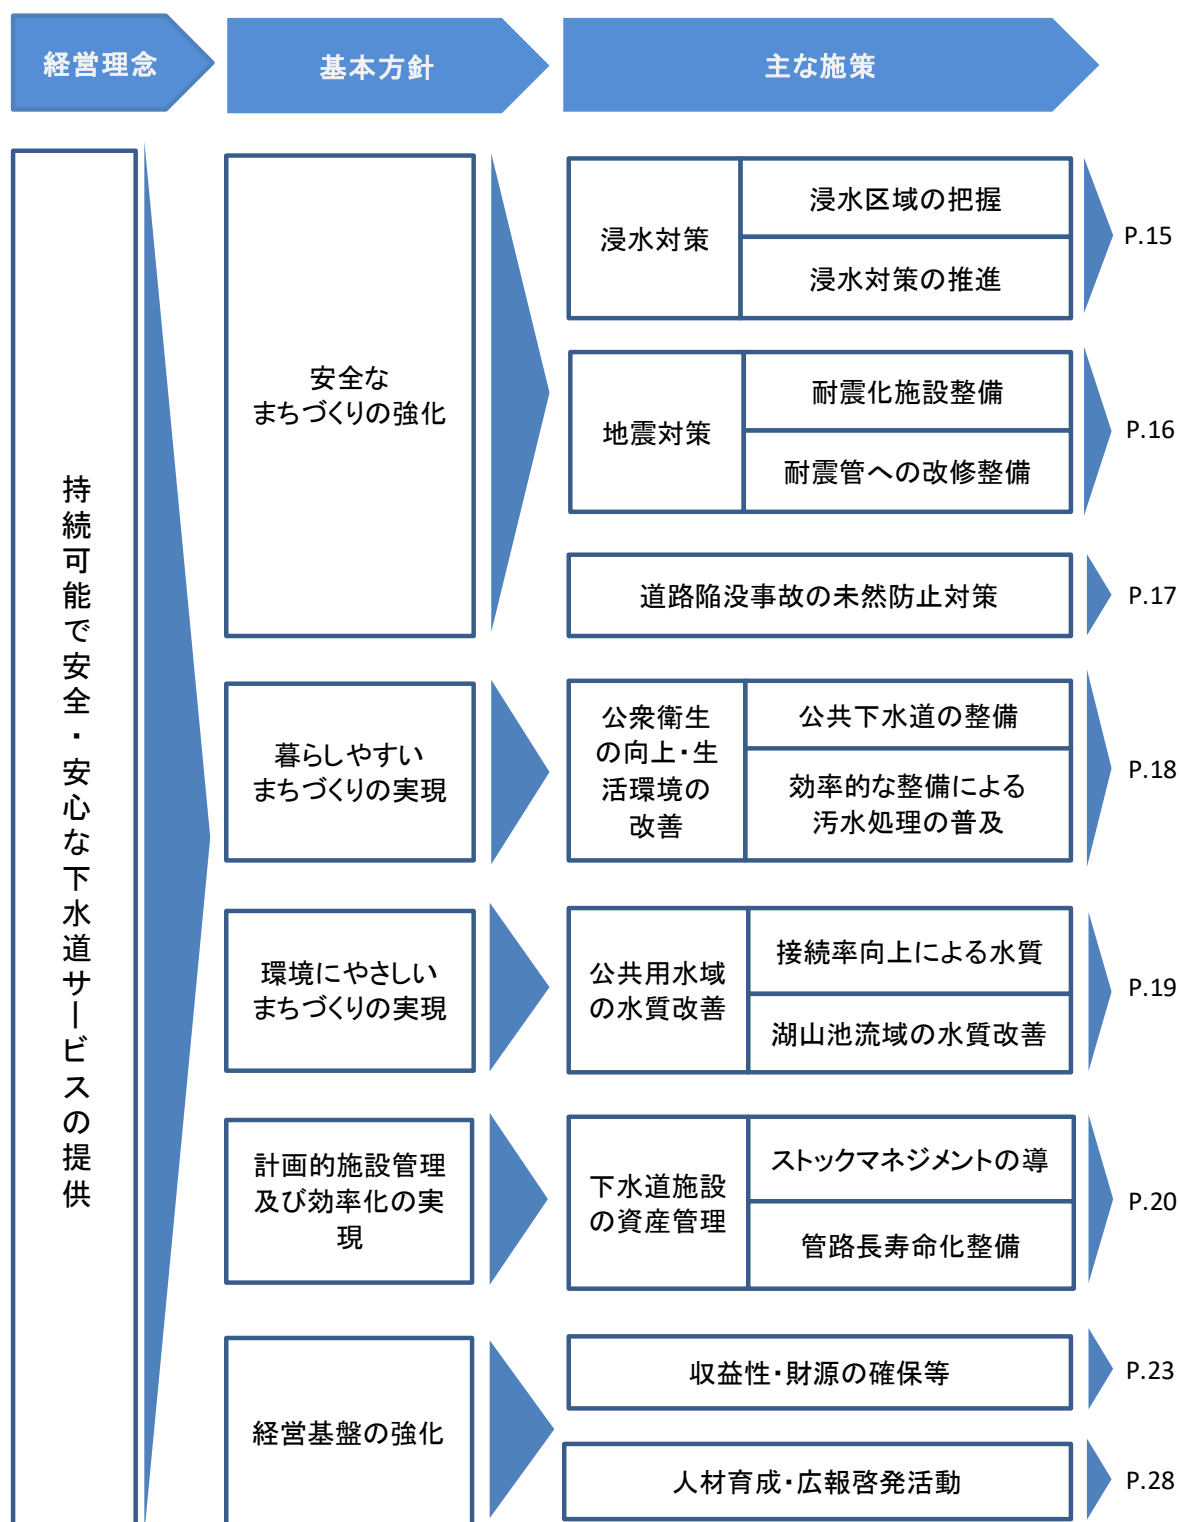 経営理念
基本方針
主な施策
持続可能で安全・安心な下水道サービスの提供
安全な
まちづくりの強化
浸水対策
浸水区域の把握
浸水対策の推進
P.15
地震対策
耐震化施設整備
耐震管への改修整備
P.16
道路陥没事故の未然防止対策
P.17
暮らしやすい
まちづくりの実現
公衆衛生
の向上・生
活環境の
改善
公共下水道の整備
効率的な整備による
汚水処理の普及
P.18
環境にやさしい
まちづくりの実現
公共用水域
の水質改善
接続率向上による水質
湖山池流域の水質改善
P.19
計画的施設管理
及び効率化の実
現
下水道施設
の資産管理
ストックマネジメントの導
管路長寿命化整備
P.20
経営基盤の強化
収益性・財源の確保等
P.23
人材育成・広報啓発活動
P.28